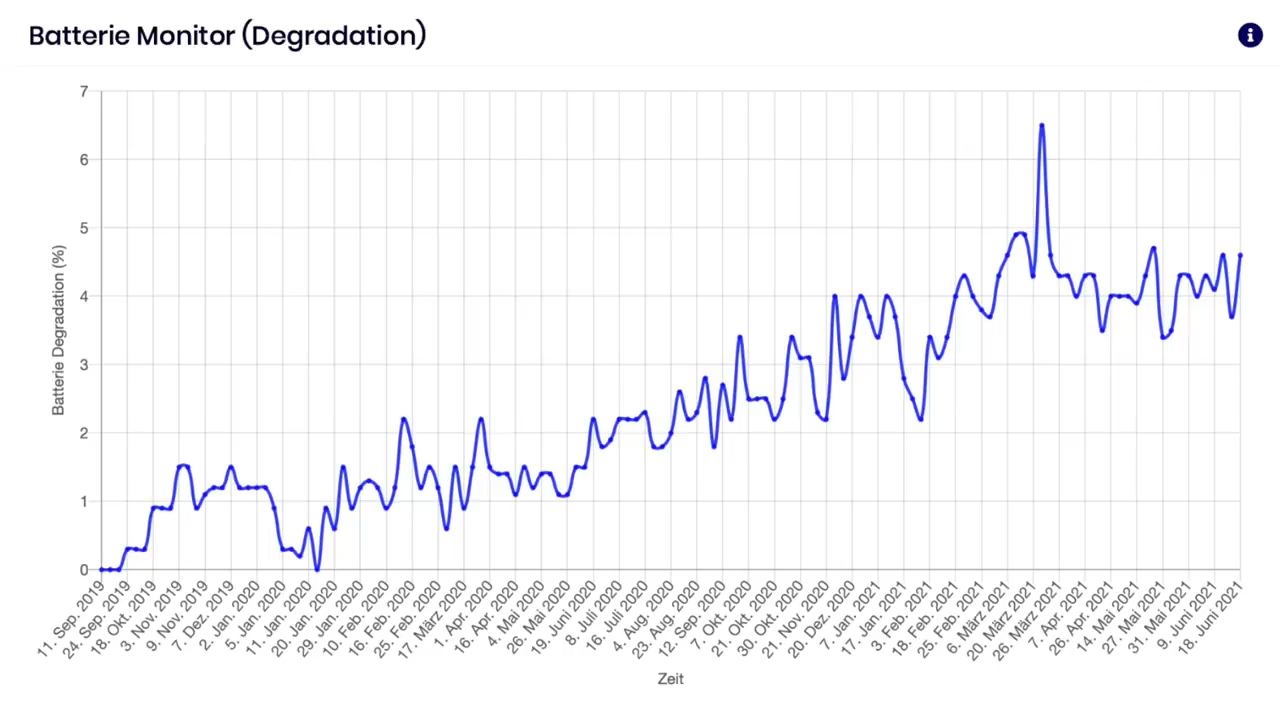 Batterie Monitor (Degradation)
i
7
6
5
4
3
2
1
0
Batterie Degradation (%)
11. Sep. 2019
24. Sep. 2019
18. Okt. 2019
3. Nov. 2019
9. Nov. 2019
7. Dez. 2019
2. Jan. 2020
5. Jan. 2020
11. Jan. 2020
20. Jan. 2020
29. Jan. 2020
10. Feb. 2020
16. Feb. 2020
25. Feb. 2020
17. März 2020
1. Apr. 2020
16. Apr. 2020
4. Mai 2020
26. Mai 2020
19. Juni 2020
8. Juli 2020
16. Juli 2020
4. Aug. 2020
23. Aug. 2020
12. Sep. 2020
7. Okt. 2020
21. Okt. 2020
30. Okt. 2020
21. Nov. 2020
20. Dez. 2020
7. Jan. 2021
17. Jan. 2021
3. Feb. 2021
18. Feb. 2021
25. Feb. 2021
6. März 2021
20. März 2021
26. März 2021
7. Apr. 2021
26. Apr. 2021
14. Mai 2021
27. Mai 2021
31. Mai 2021
9. Juni 2021
18. Juni 2021
Zeit